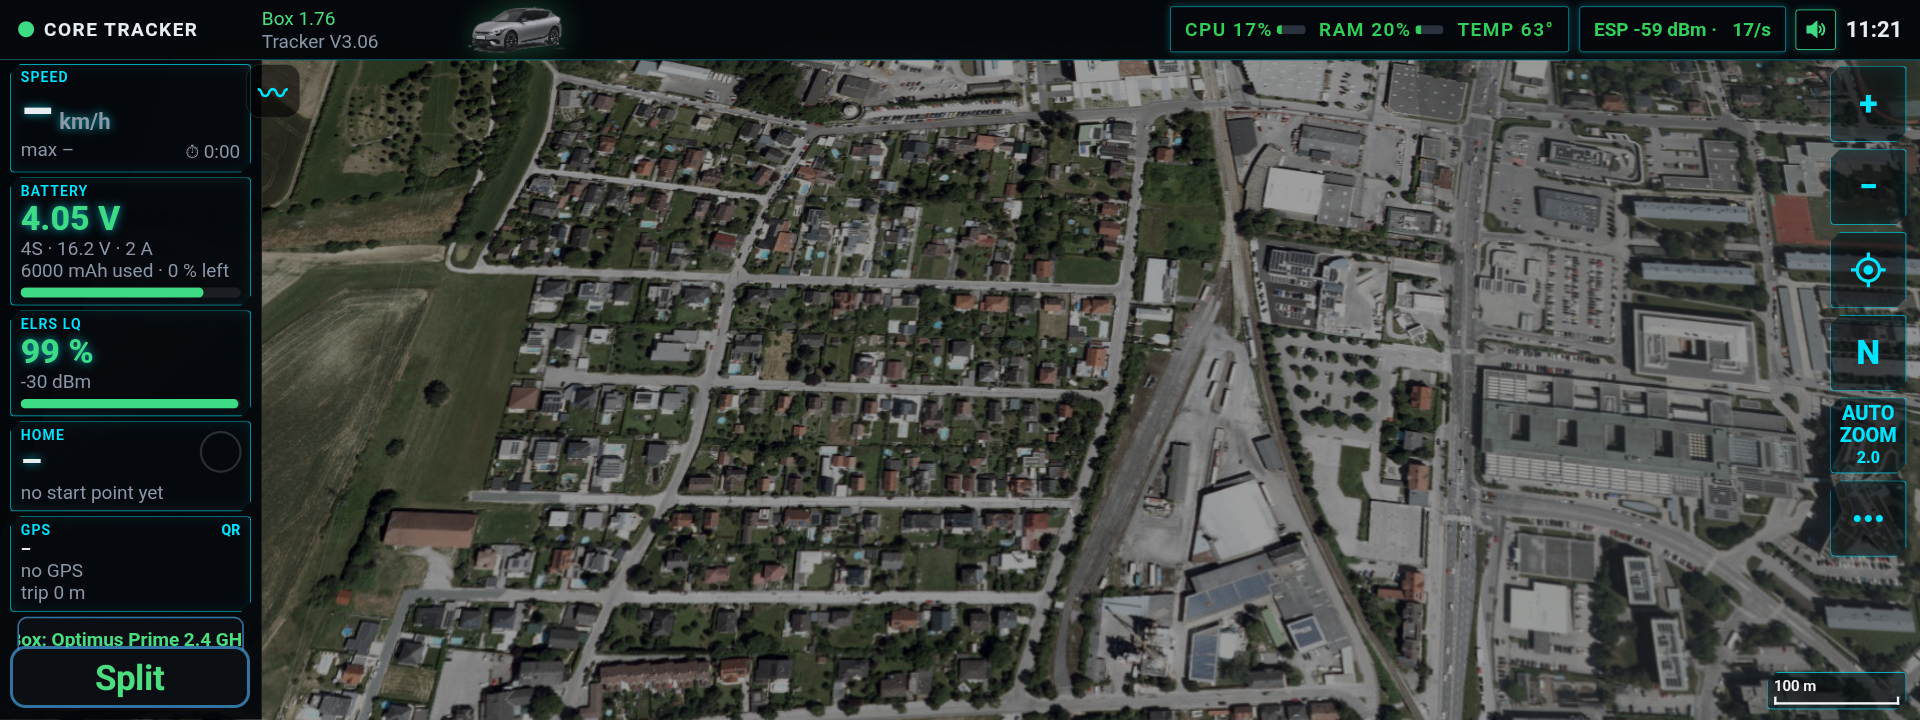 CORE TRACKER
Box 1.76
Tracker V3.06
CPU 17% RAM 20% TEMP 63°
ESP -59 dBm · 17/s
11:21
SPEED
– km/h
max –
⏱ 0:00
BATTERY
4.05 V
4S · 16.2 V · 2 A
6000 mAh used · 0 % left
ELRS LQ
99 %
-30 dBm
HOME
–
no start point yet
GPS QR
-
no GPS
trip 0 m
ox: Optimus Prime 2.4 GH
Split
+
−
N
AUTO
ZOOM
2.0
•••
100 m